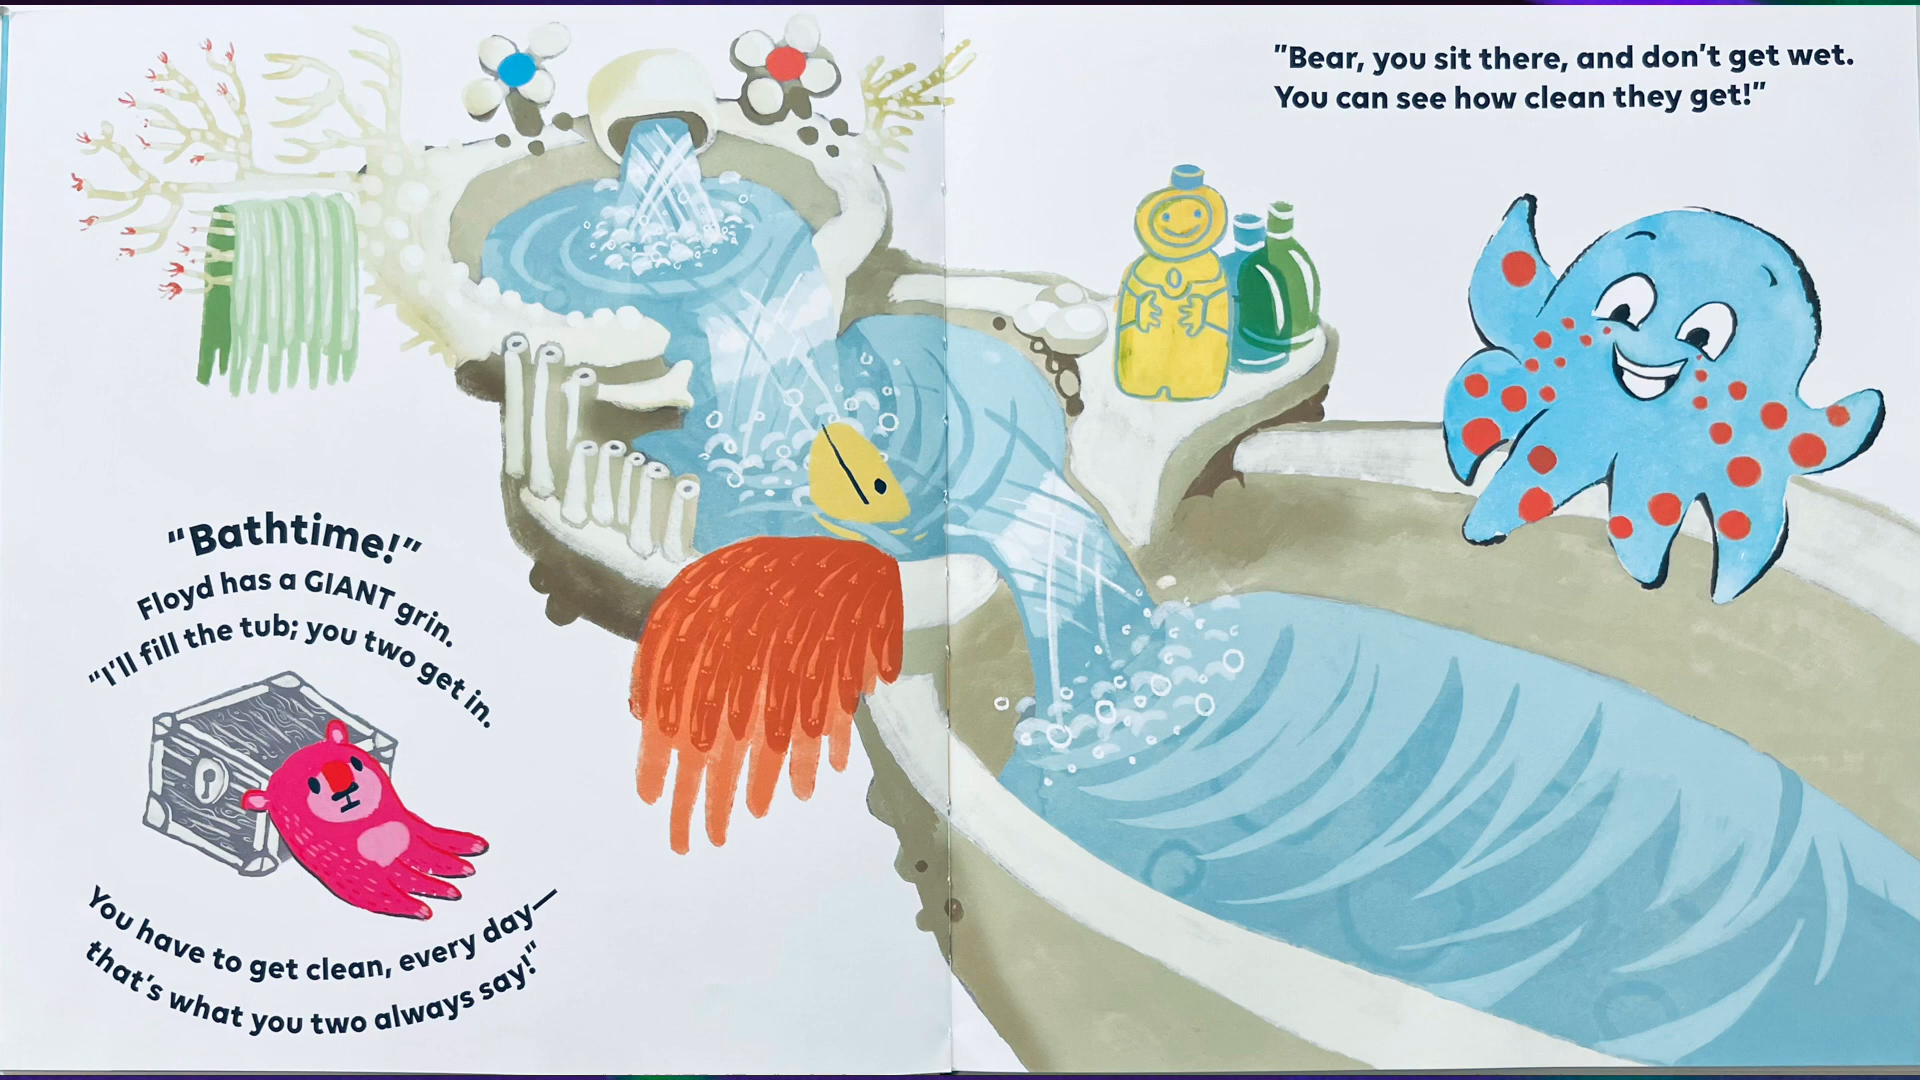 “Bathtime!”
Floyd has a GIANT grin.
“I’ll fill the tub; you two get in.
You have to get clean, every day—
that’s what you two always say!”
"Bear, you sit there, and don’t get wet.
You can see how clean they get!”